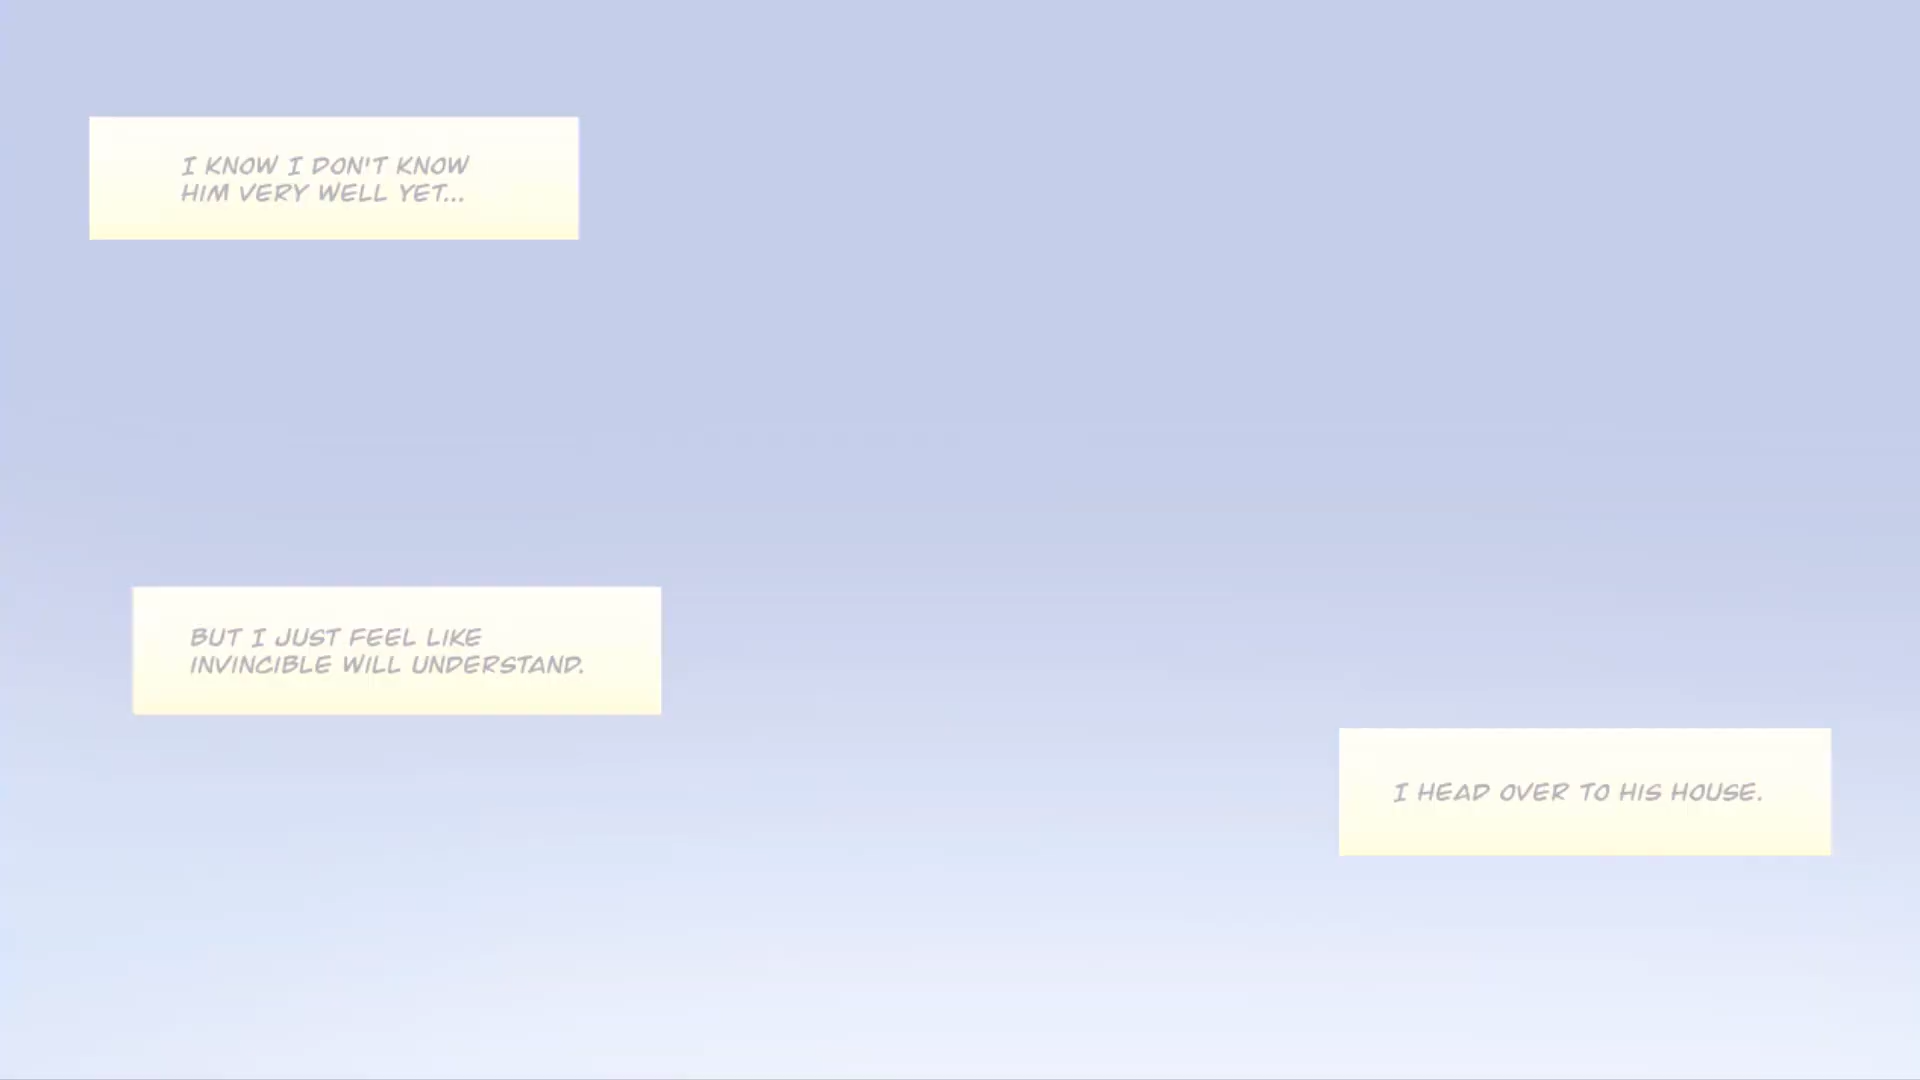 I KNOW I DON'T KNOW
HIM VERY WELL YET...
BUT I JUST FEEL LIKE
INVINCIBLE WILL UNDERSTAND.
I HEAD OVER TO HIS HOUSE.